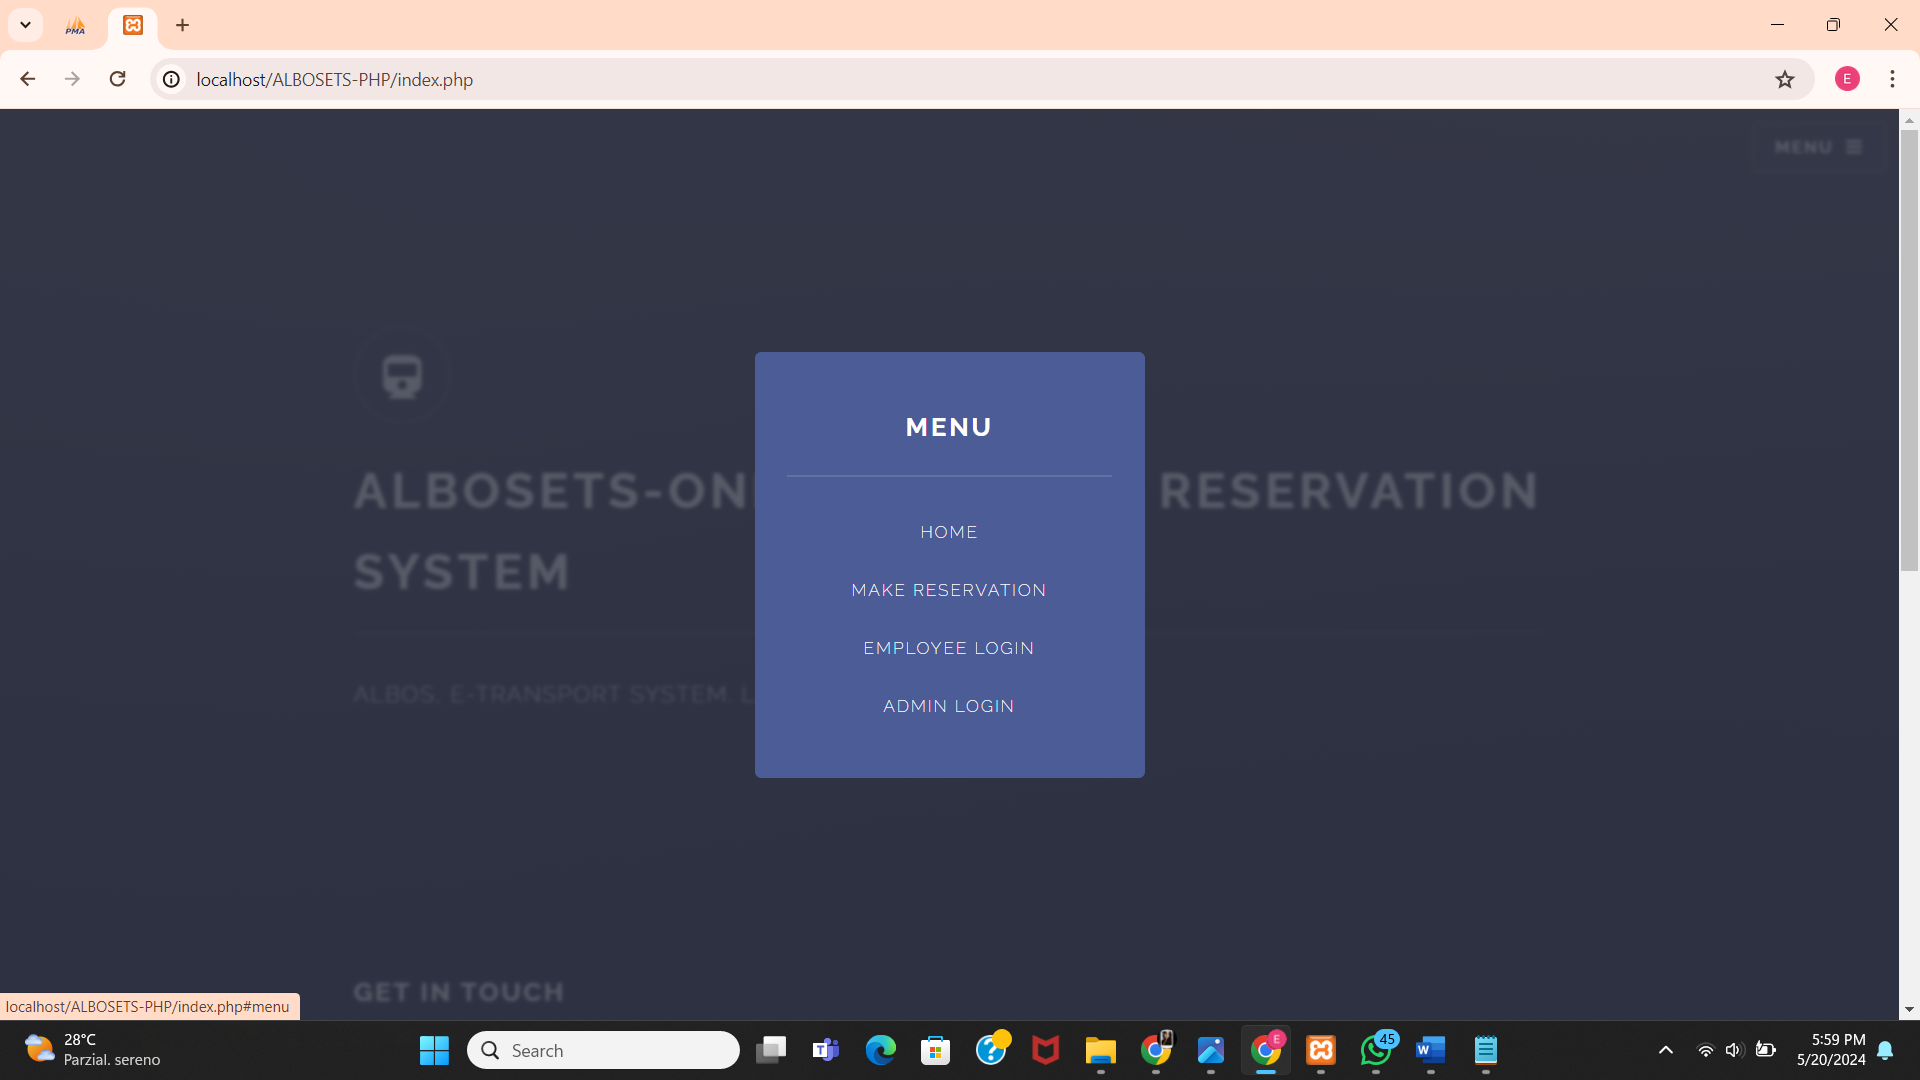 PMA
localhost/ALBOSETS-PHP/index.php
E
MENU
ALBOSETS-ON
RESERVATION
SYSTEM
ALBOS, E-TRANSPORT SYSTEM. L
MENU
HOME
MAKE RESERVATION
EMPLOYEE LOGIN
ADMIN LOGIN
GET IN TOUCH
localhost/ALBOSETS-PHP/index.php#menu
28°C
Parzial. sereno
Search
E
45
W
5:59 PM
5/20/2024